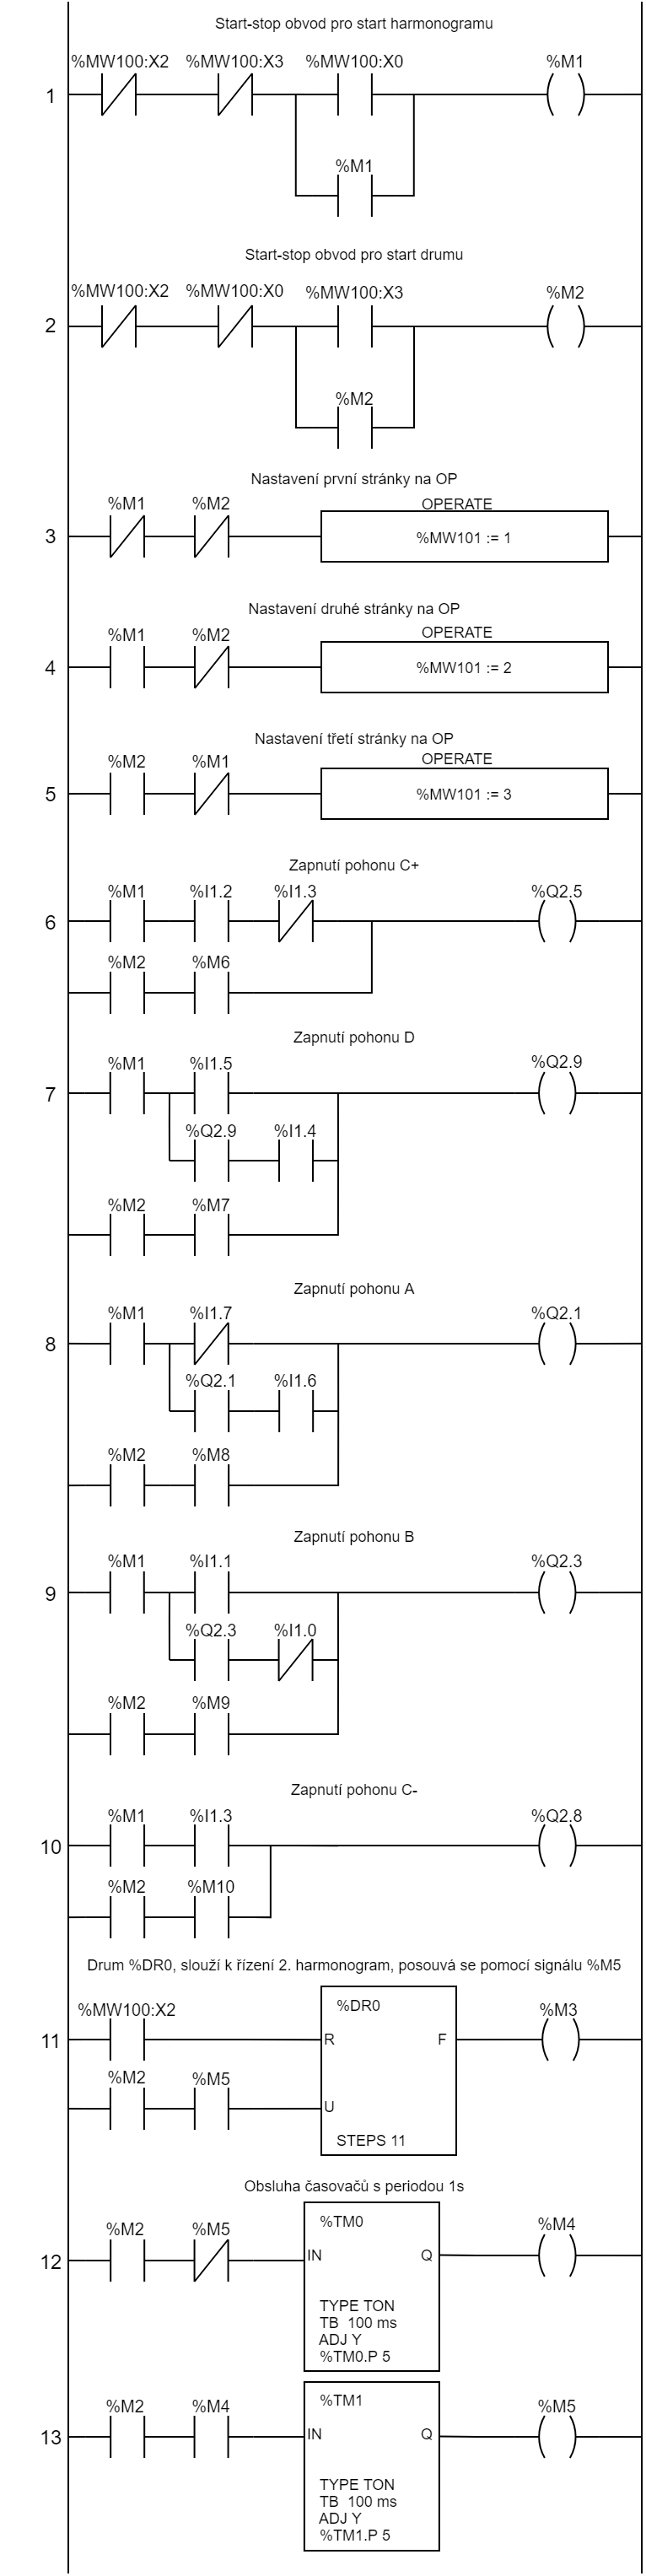 Start-stop obvod pro start harmonogramu
%MW100:X2 %MW100:X3 %MW100:X0 %M1
1
%M1
Start-stop obvod pro start drumu
%MW100:X2 %MW100:X0 %MW100:X3 %M2
2
%M2
Nastavení první stránky na OP
%M1 %M2 OPERATE
3 %MW101 := 1
Nastavení druhé stránky na OP
%M1 %M2 OPERATE
4 %MW101 := 2
Nastavení třetí stránky na OP
%M2 %M1 OPERATE
5 %MW101 := 3
Zapnutí pohonu C+
%M1 %I1.2 %I1.3 %Q2.5
6
%M2 %M6
Zapnutí pohonu D
%M1 %I1.5 %Q2.9
7
%Q2.9 %I1.4
%M2 %M7
Zapnutí pohonu A
%M1 %I1.7 %Q2.1
8
%Q2.1 %I1.6
%M2 %M8
Zapnutí pohonu B
%M1 %I1.1 %Q2.3
9
%Q2.3 %I1.0
%M2 %M9
Zapnutí pohonu C-
%M1 %I1.3 %Q2.8
10
%M2 %M10
Drum %DR0, slouží k řízení 2. harmonogram, posouvá se pomocí signálu %M5
%MW100:X2 %DR0 %M3
11 R F
%M2 %M5
U
STEPS 11
Obsluha časovačů s periodou 1s
%M2 %M5 %TM0 %M4
12 IN Q
TYPE TON
TB 100 ms
ADJ Y
%TM0.P 5
%M2 %M4 %TM1 %M5
13 IN Q
TYPE TON
TB 100 ms
ADJ Y
%TM1.P 5